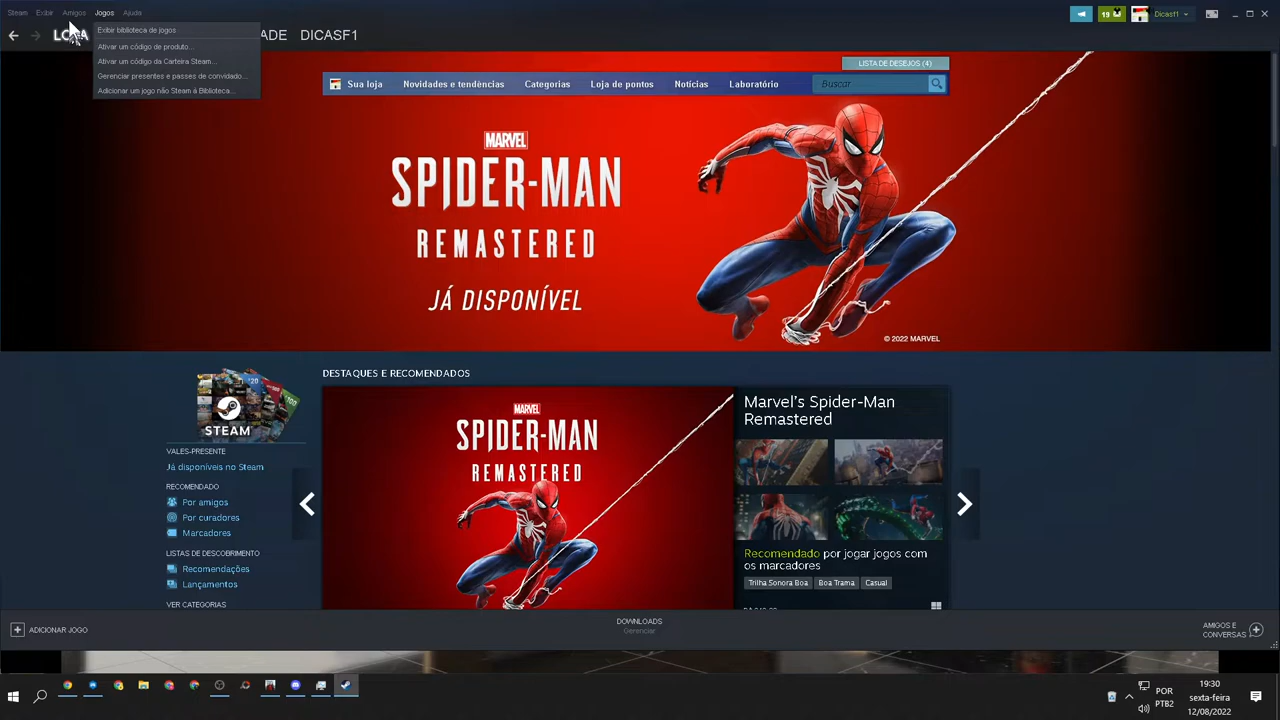 Steam Exibir Amigos Jogos Ajuda
19 Dicasf1
Exibir biblioteca de jogos
LOJA ADE DICASF1
Ativar um código de produto...
Ativar um código da Carteira Steam...
Gerenciar presentes e passes de convidado...
Adicionar um jogo não Steam à Biblioteca...
LISTA DE DESEJOS (4)
Sua loja Novidades e tendências Categorias Loja de pontos Notícias Laboratório Buscar
MARVEL
SPIDER-MAN
REMASTERED
JÁ DISPONÍVEL
© 2022 MARVEL
DESTAQUES E RECOMENDADOS
$20
$100
STEAM
VALES-PRESENTE
Já disponíveis no Steam
RECOMENDADO
Por amigos
Por curadores
Marcadores
LISTAS DE DESCOBRIMENTO
Recomendações
Lançamentos
VER CATEGORIAS
MARVEL
SPIDER-MAN
REMASTERED
Marvel's Spider-Man
Remastered
Recomendado por jogar jogos com
os marcadores
Trilha Sonora Boa Boa Trama Casual
ADICIONAR JOGO
DOWNLOADS
Gerenciar
AMIGOS E
CONVERSAS
POR
PTB2
19:30
sexta-feira
12/08/2022